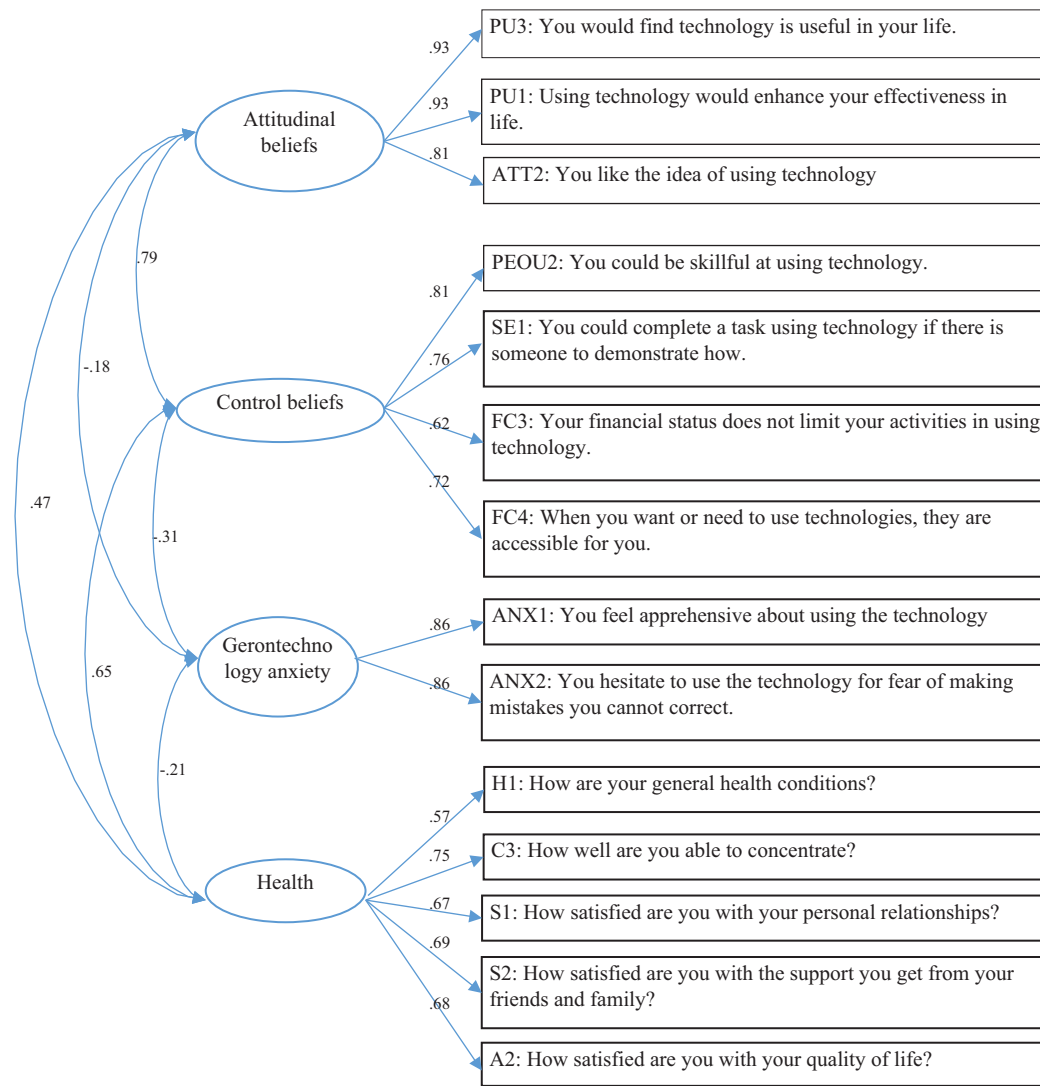 PU3: You would find technology is useful in your life.
.93
PU1: Using technology would enhance your effectiveness in
life.
.93
Attitudinal
beliefs
.81
ATT2: You like the idea of using technology
.79
PEOU2: You could be skillful at using technology.
.81
SE1: You could complete a task using technology if there is
someone to demonstrate how.
.76
-.18
Control beliefs
.62
FC3: Your financial status does not limit your activities in using
technology.
.72
.47
FC4: When you want or need to use technologies, they are
accessible for you.
-.31
ANX1: You feel apprehensive about using the technology
.86
Gerontechno
logy anxiety
.65
.86
ANX2: You hesitate to use the technology for fear of making
mistakes you cannot correct.
-.21
H1: How are your general health conditions?
.57
C3: How well are you able to concentrate?
.75
Health
.67
S1: How satisfied are you with your personal relationships?
.69
S2: How satisfied are you with the support you get from your
friends and family?
.68
A2: How satisfied are you with your quality of life?